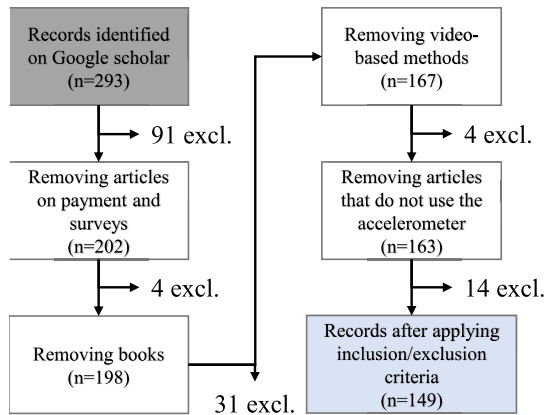 Records identified
on Google scholar
(n=293)
91 excl.
Removing articles
on payment and
surveys
(n=202)
4 excl.
Removing books
(n=198)
31 excl.
Removing video-
based methods
(n=167)
4 excl.
Removing articles
that do not use the
accelerometer
(n=163)
14 excl.
Records after applying
inclusion/exclusion
criteria
(n=149)